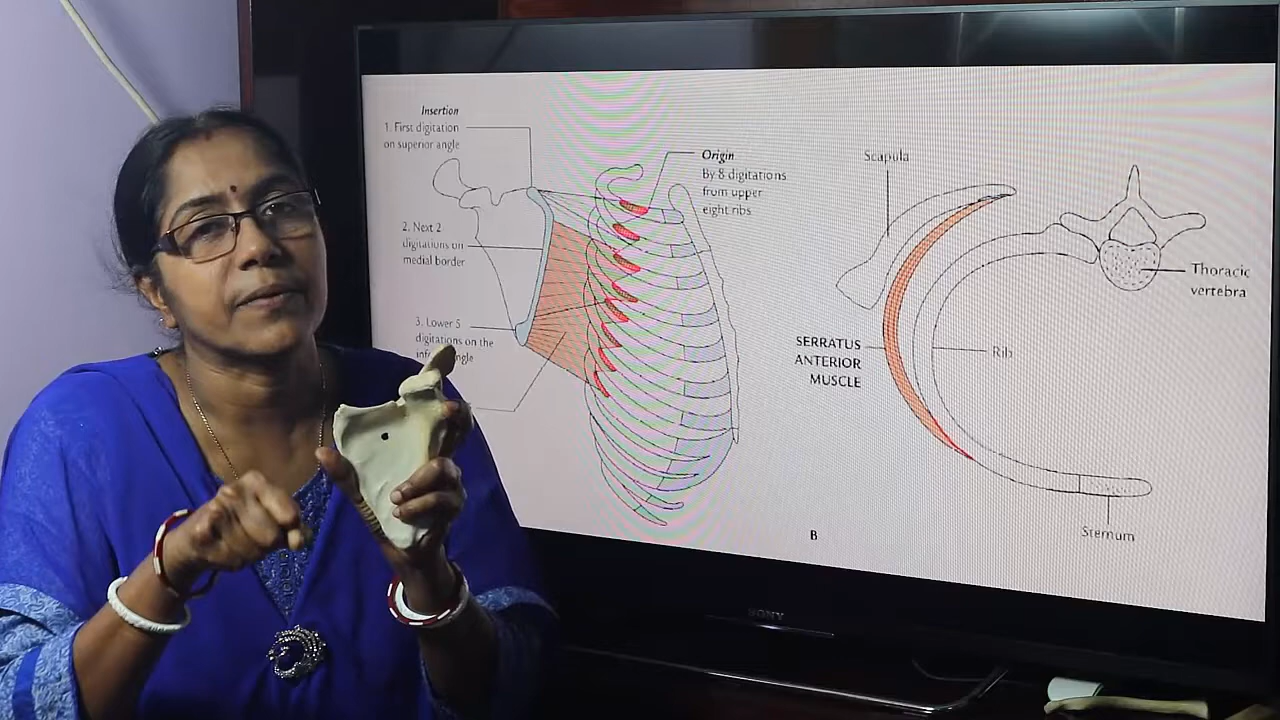 Insertion
1. First digitation
on superior angle
2. Next 2
digitations on
medial border
3. Lower 5
digitations on the
Origin
By 8 digitations
from upper
eight ribs
Scapula
SERRATUS
ANTERIOR
MUSCLE
Rib
Thoracic
vertebra
Sternum
B
SONY